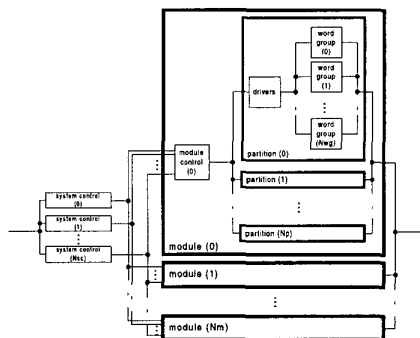 word
group
(0)
word
group
(1)
drivers
word
group
(Nwg)
partition (0)
module
control
(0)
partition (1)
system control
(0)
system control
(1)
system control
(Nsc)
partition (Np)
module (0)
module (1)
module (Nm)